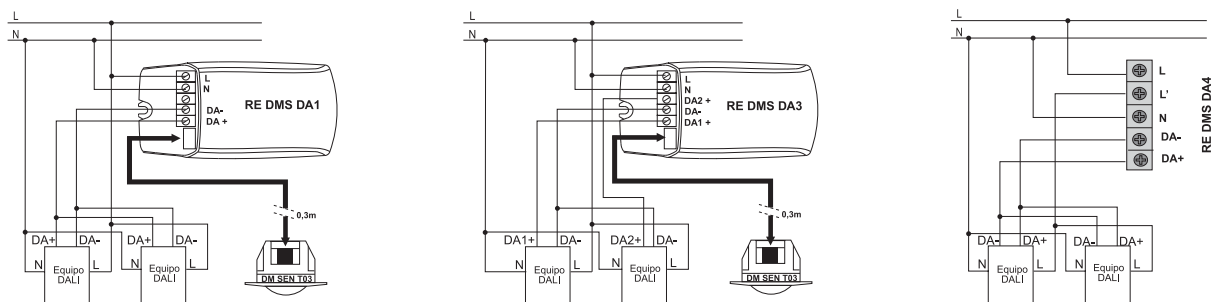 L
N
L
N
DA-
DA +
RE DMS DA1
0,3m
DA+ DA- DA+ DA-
N Equipo DALI L N Equipo DALI L
DM SEN T03
L
N
L
N
DA2 +
DA-
DA1 +
RE DMS DA3
0,3m
DA1+ DA- DA2+ DA-
N Equipo DALI L N Equipo DALI L
DM SEN T03
L
N
L
L'
N
DA-
DA+
RE DMS DA4
DA- DA+ DA- DA+
N Equipo DALI L N Equipo DALI L